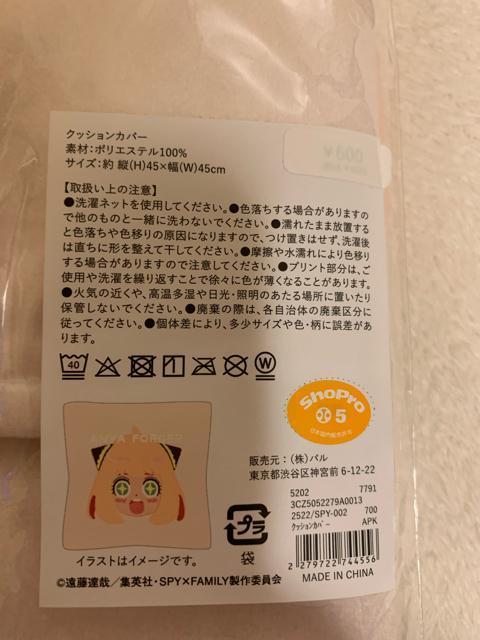 クッションカバー
素材:ポリエステル100%
サイズ:約 縦(H)45×幅(W)45cm
¥600
【取扱い上の注意】
●洗濯ネットを使用してください。●色落ちする場合がありますの
で他のものと一緒に洗わないでください。●濡れたまま放置する
と色落ちや色移りの原因になりますので、つけ置きはせず、洗濯後
は直ちに形を整えて干してください。●摩擦や水濡れにより色移り
する場合がありますので注意してください。●プリント部分は、ご
使用や洗濯を繰り返すことで徐々に色が薄くなることがあります。
●火気の近くや、高温多湿や日光・照明のあたる場所に置いたり
保管しないでください。●廃棄の際は、各自治体の廃棄区分に
従ってください。●個体差により、多少サイズや色・柄に誤差があ
ります。
40
W
ANYA FORGER
ShoPro
5
日本国内販売許諾
販売元:(株)パル
東京都渋谷区神宮前 6-12-22
5202 7791
3CZ5052279A0013
2522/SPY-002 700
クッションカバー APK
2 279722 744556
MADE IN CHINA
プラ
袋
イラストはイメージです。
©遠藤達哉/集英社・SPY×FAMILY製作委員会